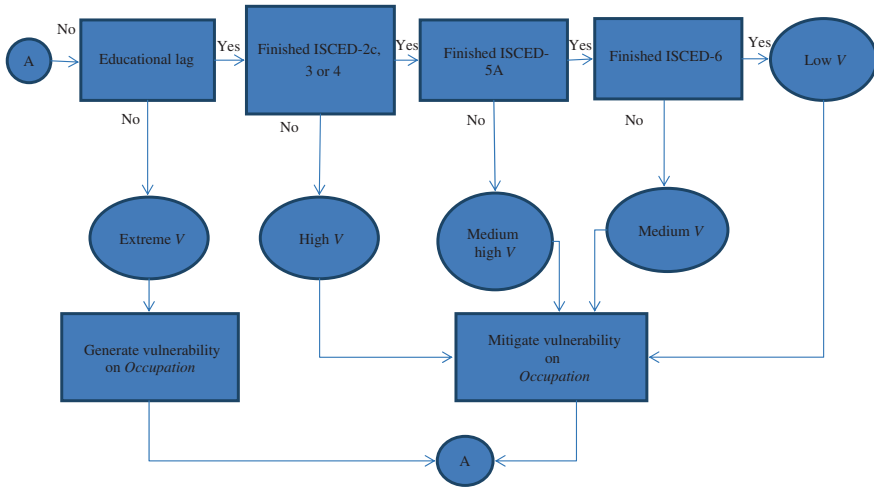 No
A
Educational lag
Yes
Finished ISCED-2c,
3 or 4
Yes
Finished ISCED-
5A
Yes
Finished ISCED-6
Yes
Low V
No
No
No
No
Extreme V
High V
Medium
high V
Medium V
Generate vulnerability
on Occupation
Mitigate vulnerability
on
Occupation
A